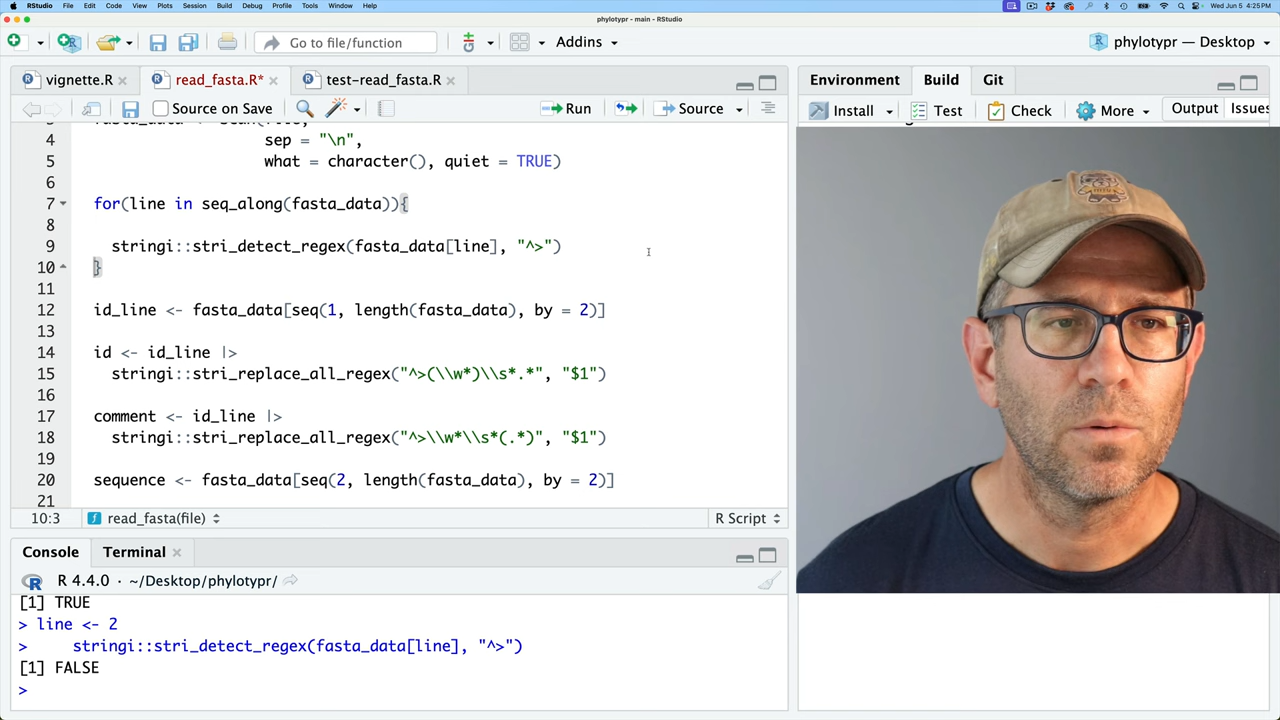 RStudio File Edit Code View Plots Session Build Debug Profile Tools Window Help Wed Jun 5 4:25 PM
phylotypr - main - RStudio
Go to file/function Addins phylotypr — Desktop
vignette.R read_fasta.R* test-read_fasta.R Environment Build Git
Source on Save Run Source Install Test Check More Output Issues
4 sep = "\n",
5 what = character(), quiet = TRUE)
6
7 for(line in seq_along(fasta_data)){
8
9 stringi::stri_detect_regex(fasta_data[line], "^>")
10 }
11
12 id_line <- fasta_data[seq(1, length(fasta_data), by = 2)]
13
14 id <- id_line |>
15 stringi::stri_replace_all_regex("^>(\\w*)\\s*.*", "$1")
16
17 comment <- id_line |>
18 stringi::stri_replace_all_regex("^>\\w*\\s*(.*)", "$1")
19
20 sequence <- fasta_data[seq(2, length(fasta_data), by = 2)]
21
10:3 read_fasta(file) R Script
Console Terminal
R 4.4.0 · ~/Desktop/phylotypr/
[1] TRUE
> line <- 2
> stringi::stri_detect_regex(fasta_data[line], "^>")
[1] FALSE
>